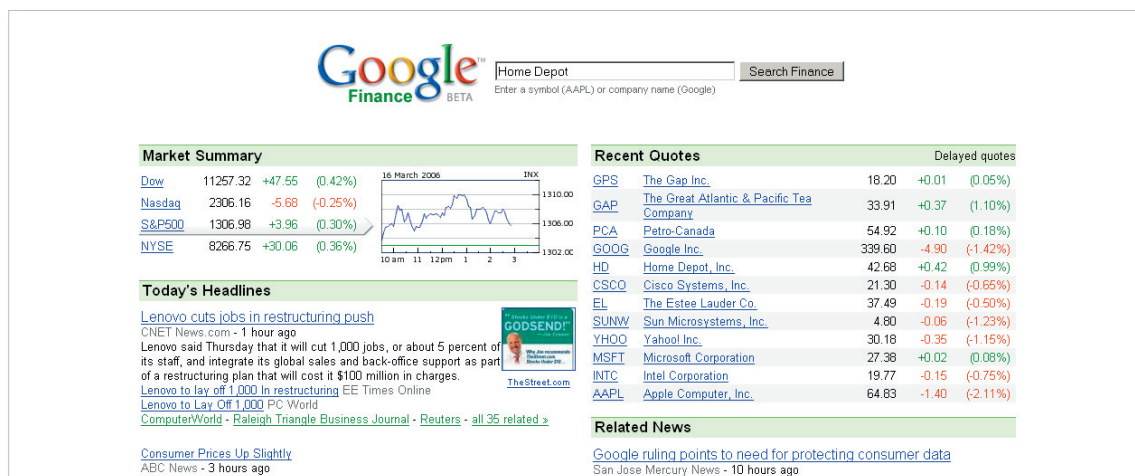 Google™
Finance BETA
Home Depot
Search Finance
Enter a symbol (AAPL) or company name (Google)
Market Summary
Dow 11257.32 +47.55 (0.42%)
Nasdaq 2306.16 -5.68 (-0.25%)
S&P500 1306.98 +3.96 (0.30%)
NYSE 8266.75 +30.06 (0.36%)
16 March 2006 INX
1310.00
1306.00
1302.00
10am 11 12pm 1 2 3
Today's Headlines
Lenovo cuts jobs in restructuring push
CNET News.com - 1 hour ago
Lenovo said Thursday that it will cut 1,000 jobs, or about 5 percent of
its staff, and integrate its global sales and back-office support as part
of a restructuring plan that will cost it $100 million in charges.
Lenovo to lay off 1,000 In restructuring EE Times Online
Lenovo to Lay Off 1,000 PC World
ComputerWorld - Raleigh Triangle Business Journal - Reuters - all 35 related »
"Stocks Under $10 is a
GODSEND!"
Why Jim recommends
TheStreet.com
Stocks Under $10...
TheStreet.com
Consumer Prices Up Slightly
ABC News - 3 hours ago
Recent Quotes Delayed quotes
GPS The Gap Inc. 18.20 +0.01 (0.05%)
GAP The Great Atlantic & Pacific Tea
Company 33.91 +0.37 (1.10%)
PCA Petro-Canada 54.92 +0.10 (0.18%)
GOOG Google Inc. 339.60 -4.90 (-1.42%)
HD Home Depot, Inc. 42.68 +0.42 (0.99%)
CSCO Cisco Systems, Inc. 21.30 -0.14 (-0.65%)
EL The Estee Lauder Co. 37.49 -0.19 (-0.50%)
SUNW Sun Microsystems, Inc. 4.80 -0.06 (-1.23%)
YHOO Yahoo! Inc. 30.18 -0.35 (-1.15%)
MSFT Microsoft Corporation 27.38 +0.02 (0.08%)
INTC Intel Corporation 19.77 -0.15 (-0.75%)
AAPL Apple Computer, Inc. 64.83 -1.40 (-2.11%)
Related News
Google ruling points to need for protecting consumer data
San Jose Mercury News - 10 hours ago